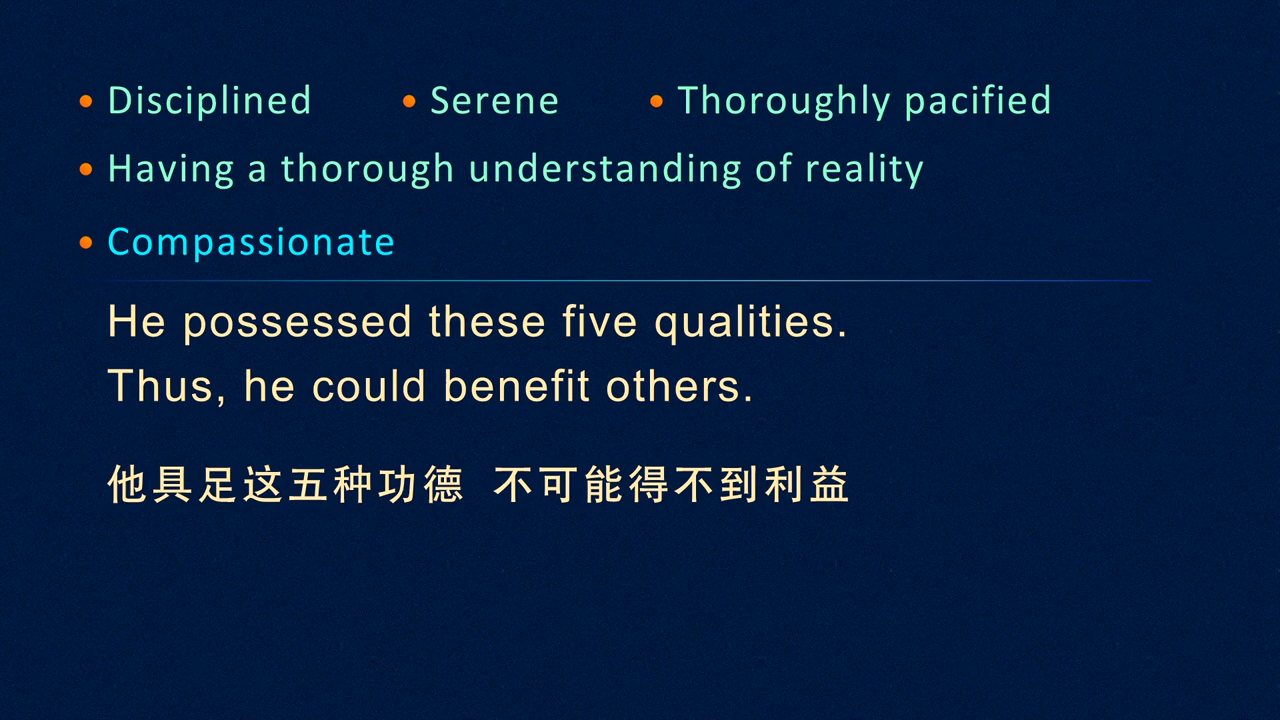 • Disciplined • Serene • Thoroughly pacified
• Having a thorough understanding of reality
• Compassionate
He possessed these five qualities.
Thus, he could benefit others.
他具足这五种功德 不可能得不到利益